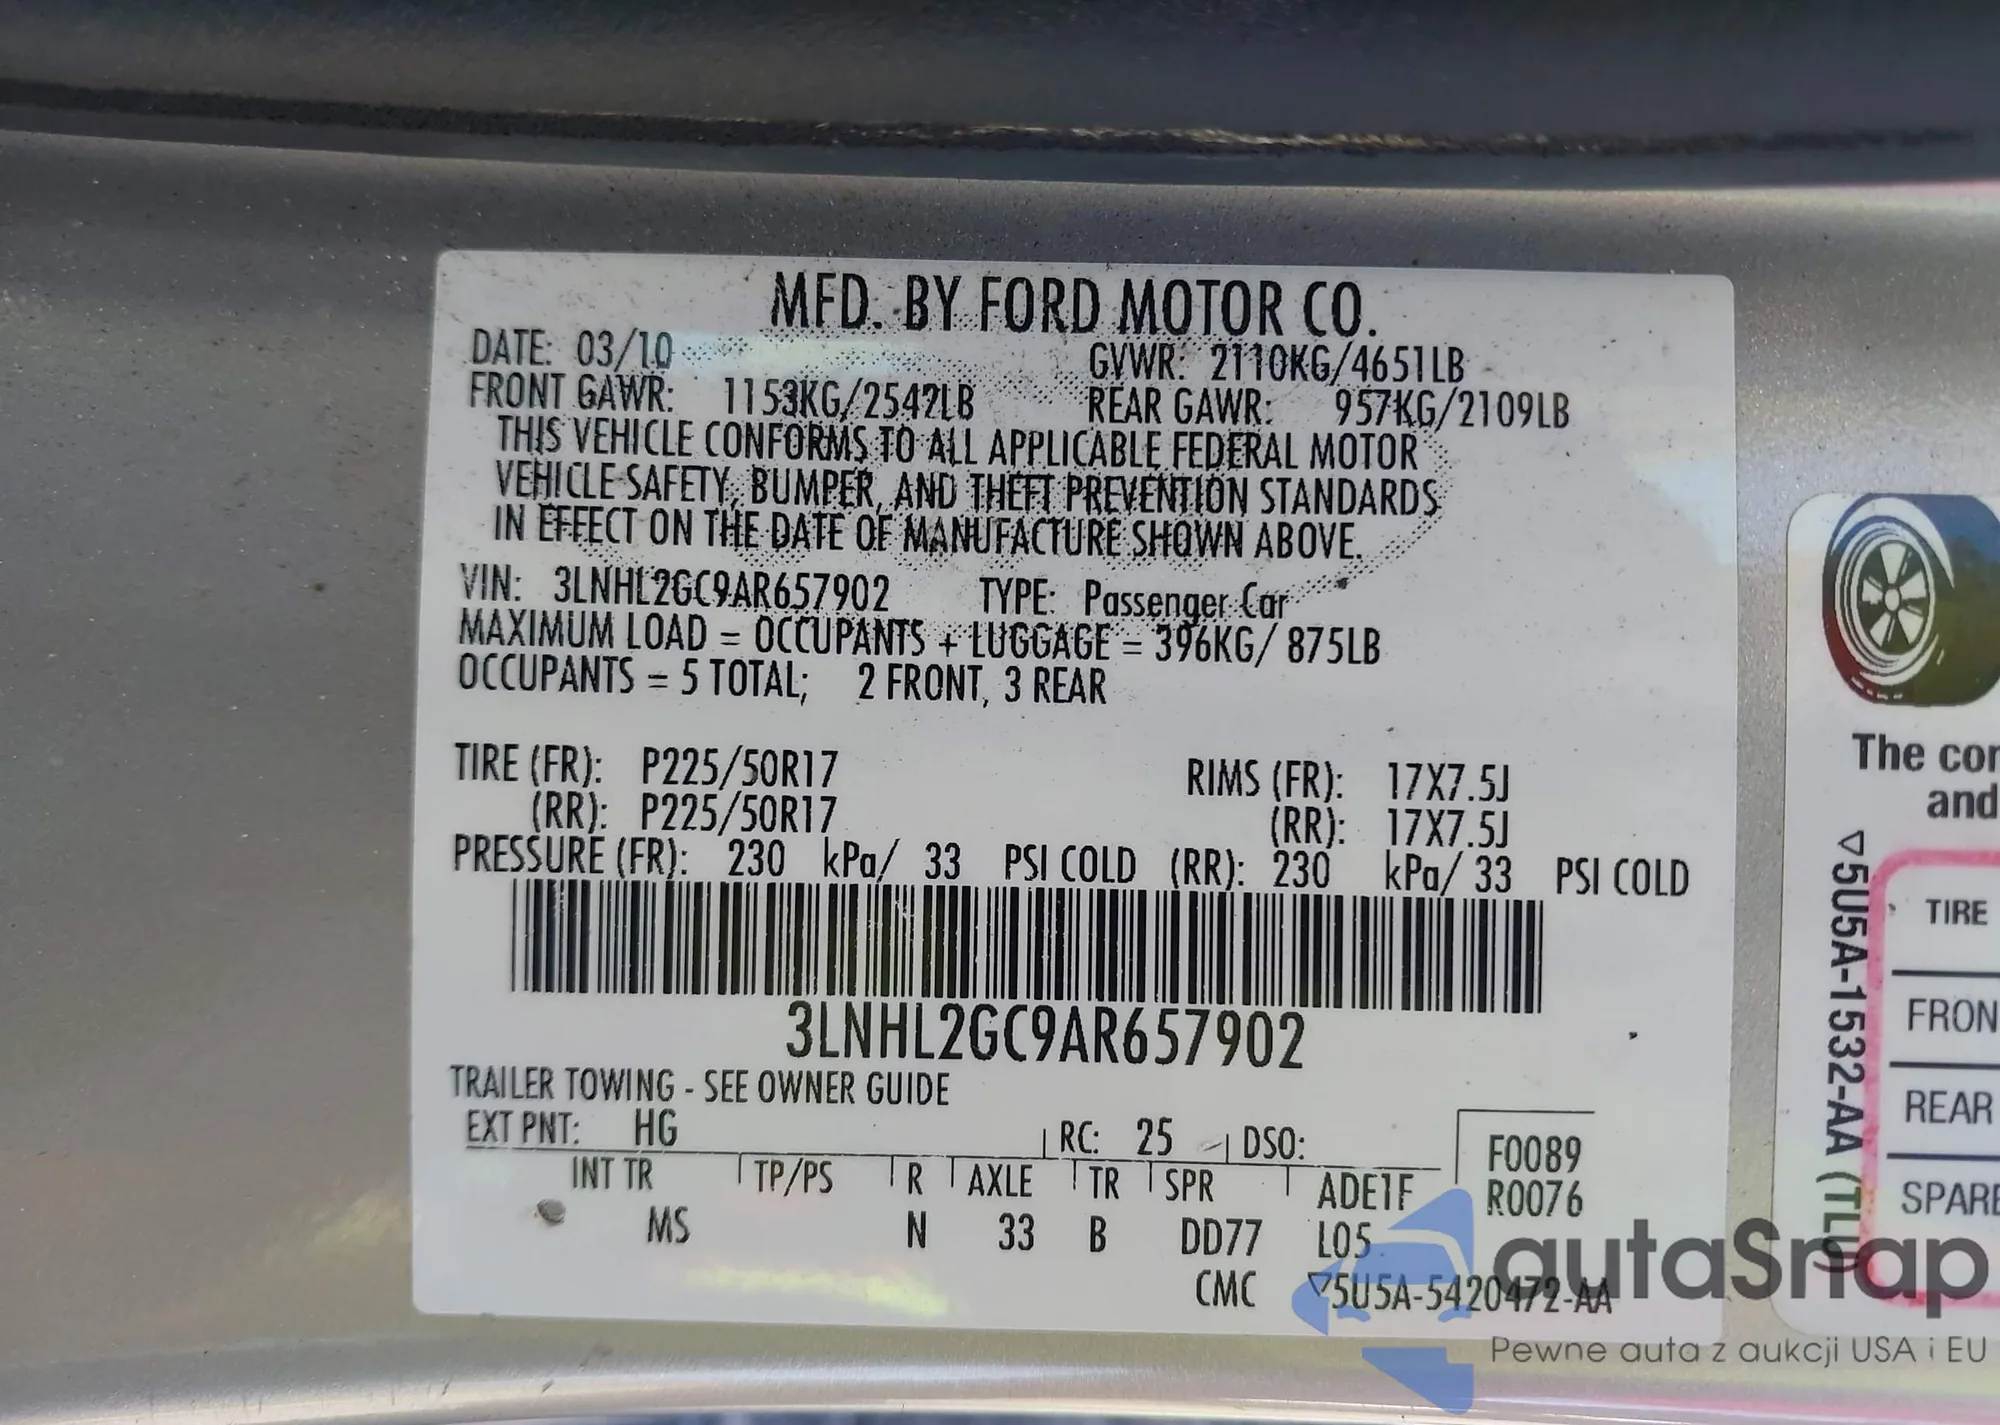 MFD. BY FORD MOTOR CO.
DATE: 03/10 GVWR: 2110KG/4651LB
FRONT GAWR: 1153KG/2542LB REAR GAWR: 957KG/2109LB
THIS VEHICLE CONFORMS TO ALL APPLICABLE FEDERAL MOTOR
VEHICLE SAFETY, BUMPER, AND THEFT PREVENTION STANDARDS
IN EFFECT ON THE DATE OF MANUFACTURE SHOWN ABOVE.
VIN: 3LNHL2GC9AR657902 TYPE: Passenger Car
MAXIMUM LOAD = OCCUPANTS + LUGGAGE = 396KG/ 875LB
OCCUPANTS = 5 TOTAL; 2 FRONT, 3 REAR
TIRE (FR): P225/50R17 RIMS (FR): 17X7.5J
(RR): P225/50R17 (RR): 17X7.5J
PRESSURE (FR): 230 kPa/ 33 PSI COLD (RR): 230 kPa/ 33 PSI COLD
3LNHL2GC9AR657902
TRAILER TOWING - SEE OWNER GUIDE
EXT PNT: HG RC: 25 DSO: F0089
INT TR TP/PS R AXLE TR SPR ADE1F R0076
MS N 33 B DD77 L05
CMC ▽5U5A-5420472-AA
The con
and
▽5U5A-1532-AA (TLU)
TIRE
FRON
REAR
SPARE
autaSnap
Pewne auta z aukcji USA i EU